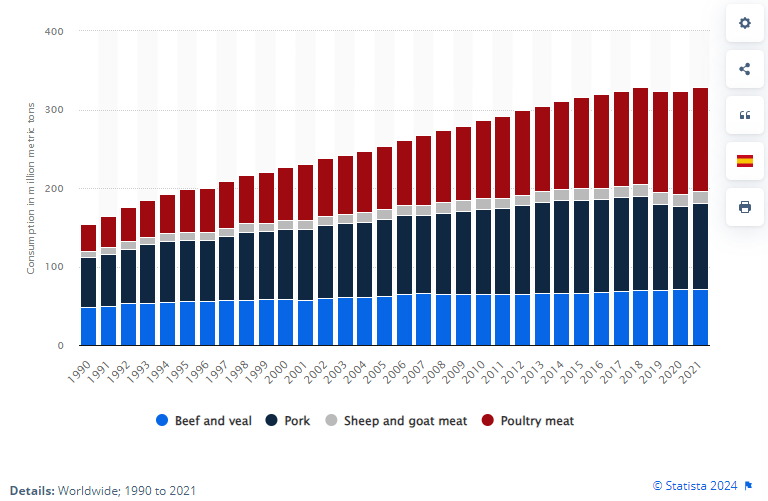 400
300
200
100
0
Consumption in million metric tons
1990 1991 1992 1993 1994 1995 1996 1997 1998 1999 2000 2001 2002 2003 2004 2005 2006 2007 2008 2009 2010 2011 2012 2013 2014 2015 2016 2017 2018 2019 2020 2021
Beef and veal Pork Sheep and goat meat Poultry meat
Details: Worldwide; 1990 to 2021
© Statista 2024